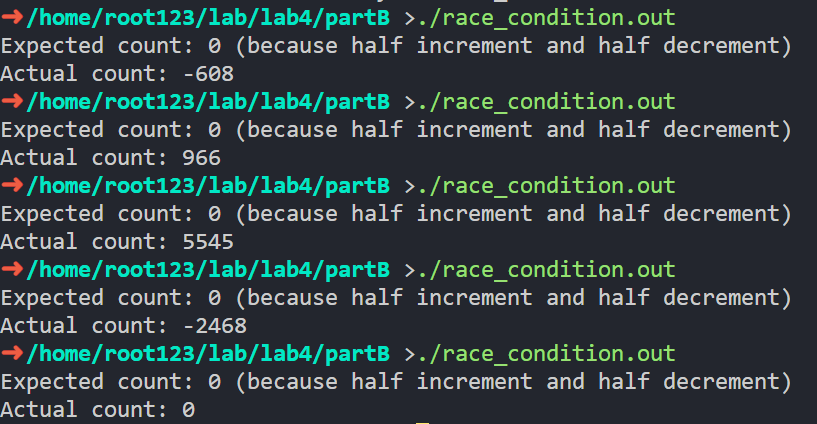 ➜/home/root123/lab/lab4/partB >./race_condition.out
Expected count: 0 (because half increment and half decrement)
Actual count: -608
➜/home/root123/lab/lab4/partB >./race_condition.out
Expected count: 0 (because half increment and half decrement)
Actual count: 966
➜/home/root123/lab/lab4/partB >./race_condition.out
Expected count: 0 (because half increment and half decrement)
Actual count: 5545
➜/home/root123/lab/lab4/partB >./race_condition.out
Expected count: 0 (because half increment and half decrement)
Actual count: -2468
➜/home/root123/lab/lab4/partB >./race_condition.out
Expected count: 0 (because half increment and half decrement)
Actual count: 0